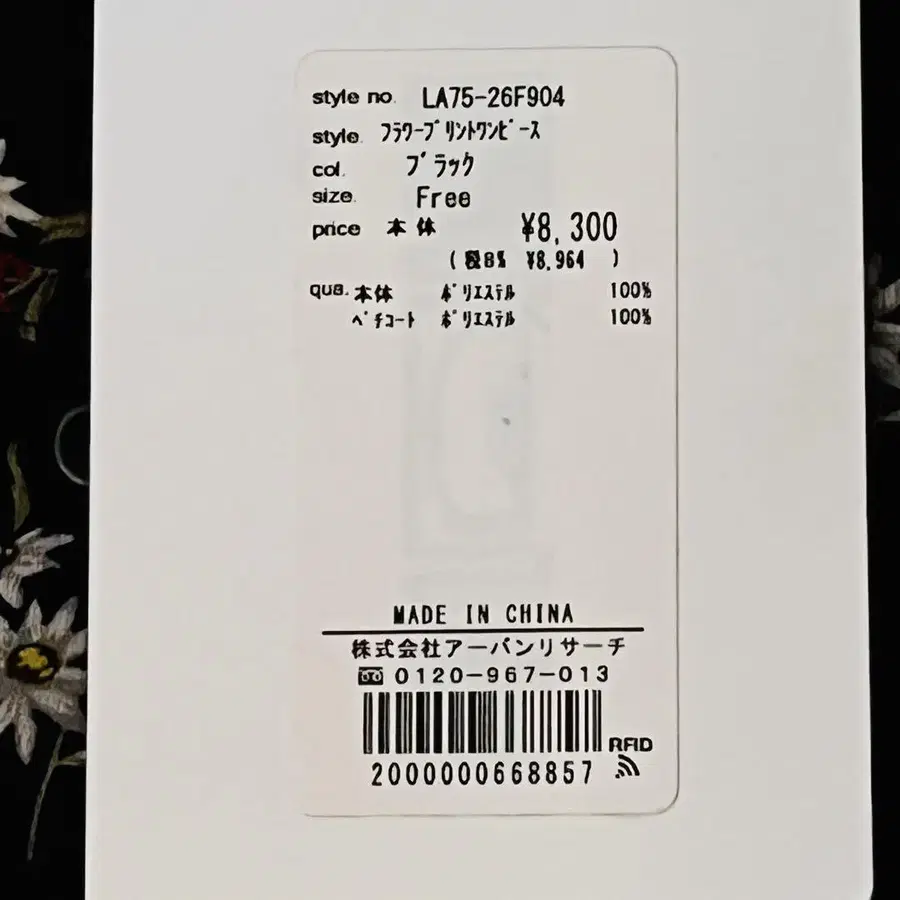 style no. LA75-26F904
style. フラワープリントワンピース
col. ブラック
size. Free
price 本体 ¥8,300
(税8% ¥8,964 )
qua. 本体 ポリエステル 100%
ペチコート ポリエステル 100%
MADE IN CHINA
株式会社アーバンリサーチ
0120-967-013
RFID
2000000668857